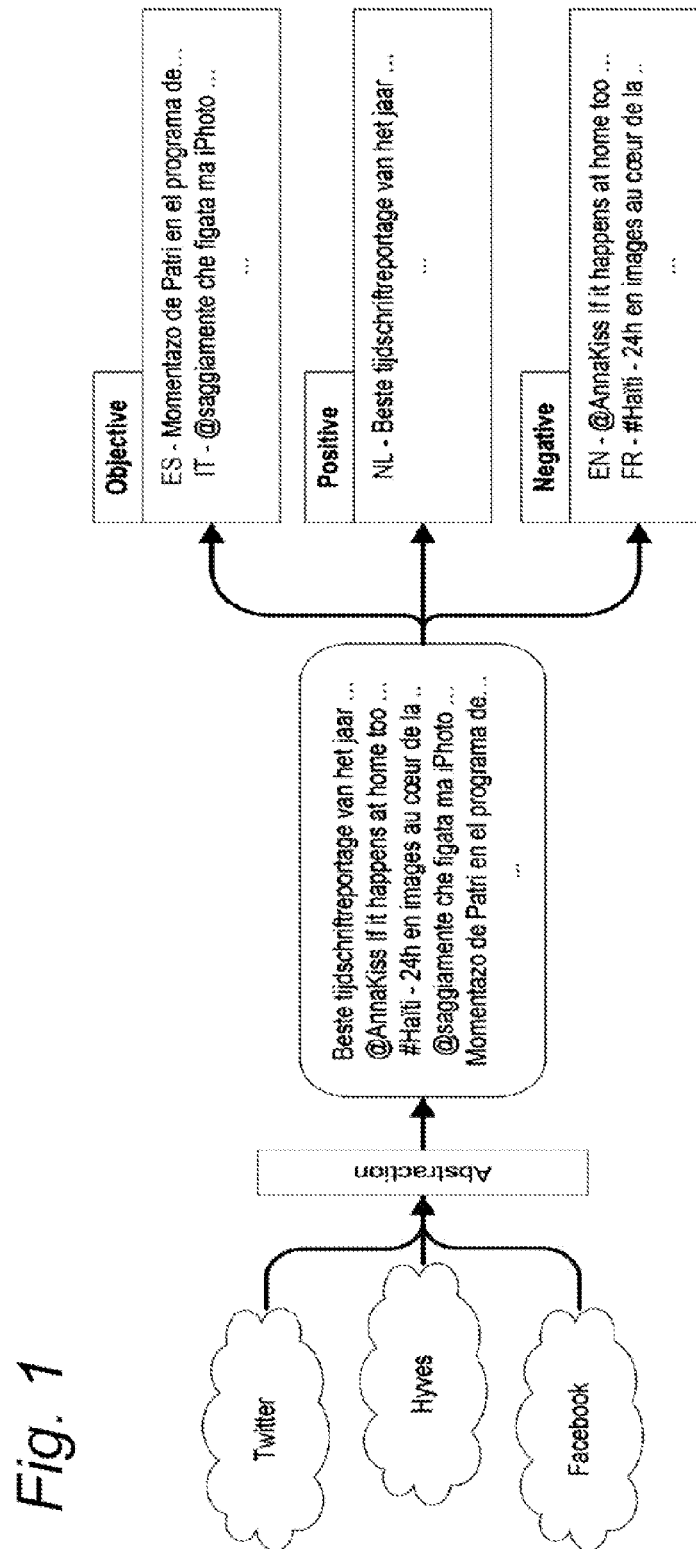 Fig. 1
Twitter
Hyves
Facebook
Abstraction
Beste tijdschriftreportage van het jaar ...
@AnnaKiss If it happens at home too ...
#Haïti - 24h en images au cœur de la ..
@saggiamente che figata ma iPhoto ...
Momentazo de Patri en el programa de...
...
Objective
ES - Momentazo de Patri en el programa de...
IT - @saggiamente che figata ma iPhoto ...
...
Positive
NL - Beste tijdschriftreportage van het jaar ...
...
Negative
EN - @AnnaKiss If it happens at home too ...
FR - #Haïti - 24h en images au cœur de la ..
...